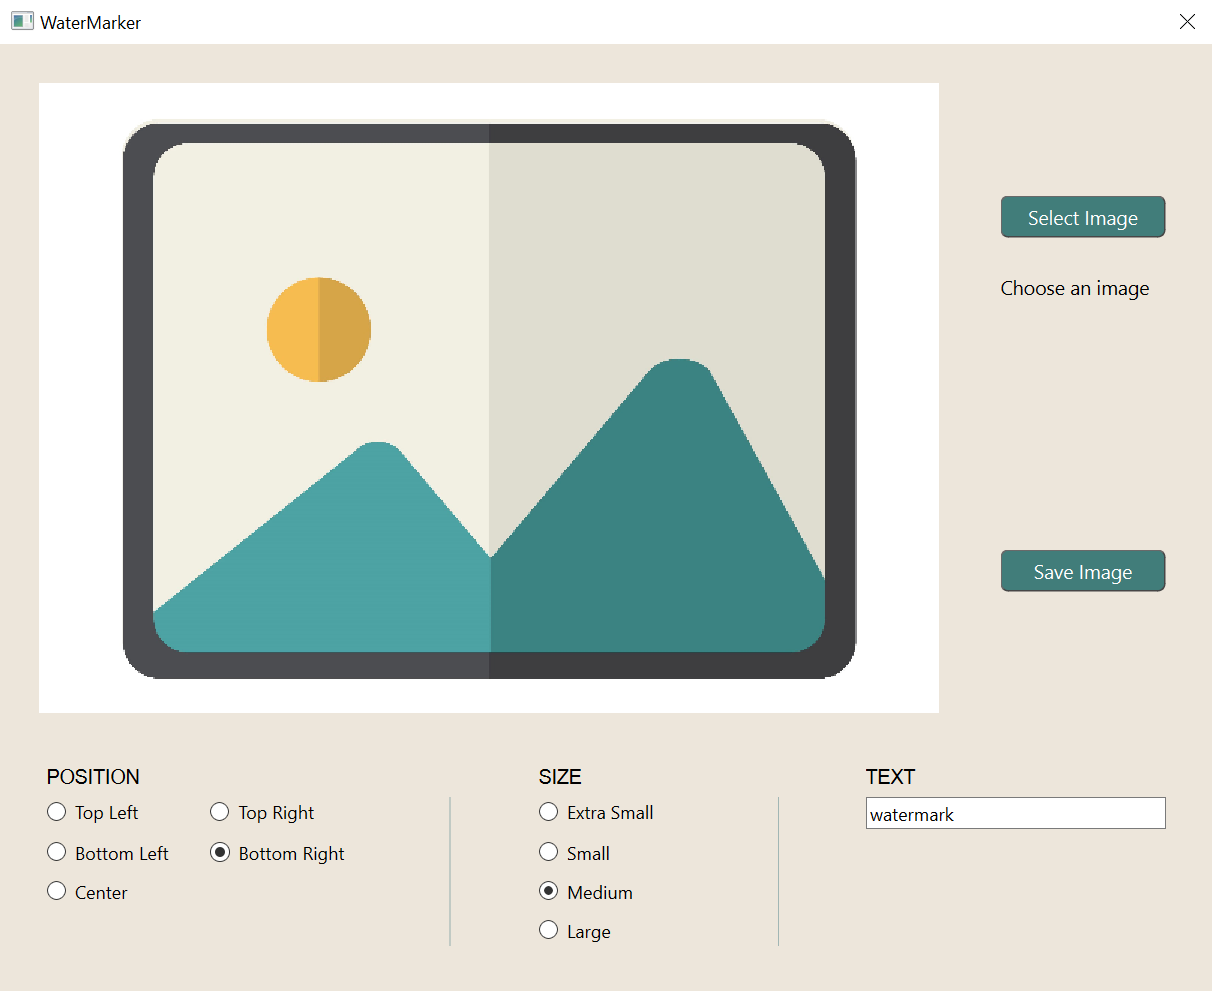 WaterMarker
Select Image
Choose an image
Save Image
POSITION
Top Left
Top Right
Bottom Left
Bottom Right
Center
SIZE
Extra Small
Small
Medium
Large
TEXT
watermark